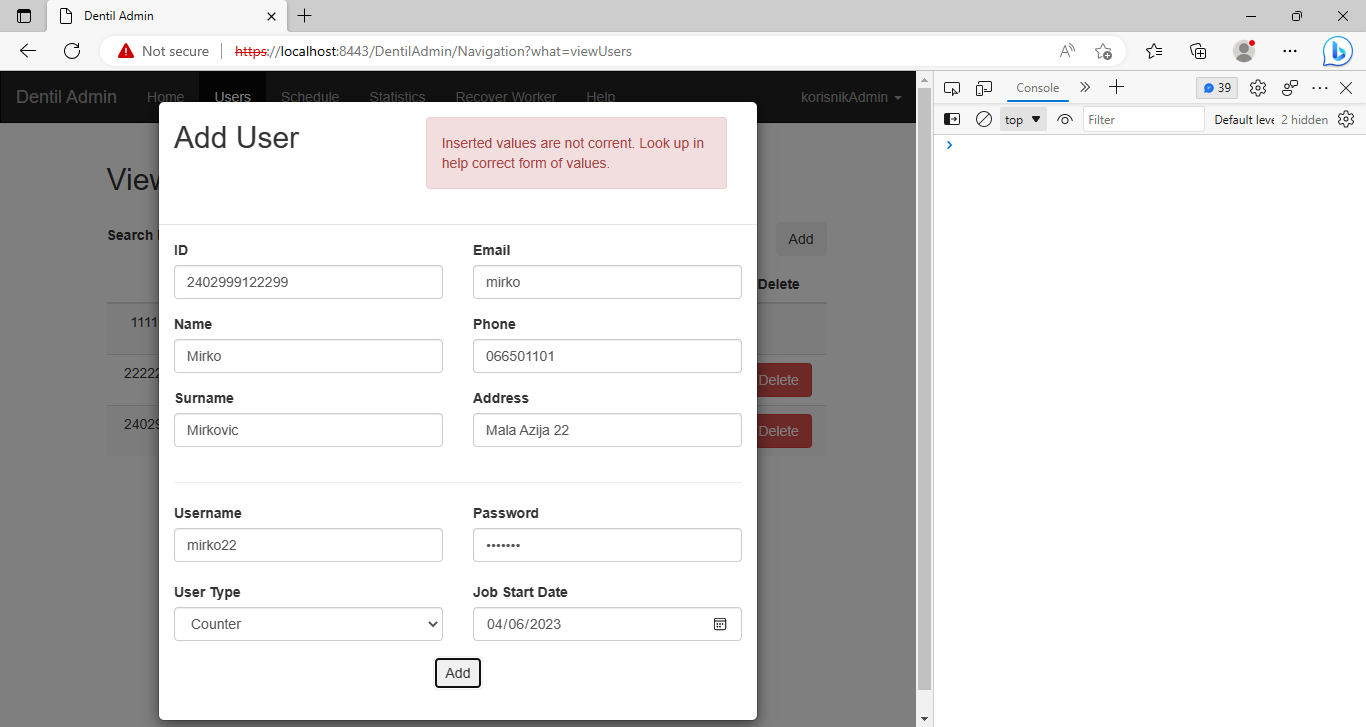 Dentil Admin
Not secure
https://localhost:8443/DentilAdmin/Navigation?what=viewUsers
Dentil Admin Home Users Schedule Statistics Recover Worker Help korisnikAdmin
Console 39
top Filter Default leve 2 hidden
Add User
Inserted values are not corrent. Look up in
help correct form of values.
View
Search
Add
ID Email
2402999122299 mirko
Delete
Name Phone
1111
Mirko 066501101
22222 Delete
Surname Address
24029 Mirkovic Mala Azija 22 Delete
Username Password
mirko22 •••••••
User Type Job Start Date
Counter 04/06/2023
Add